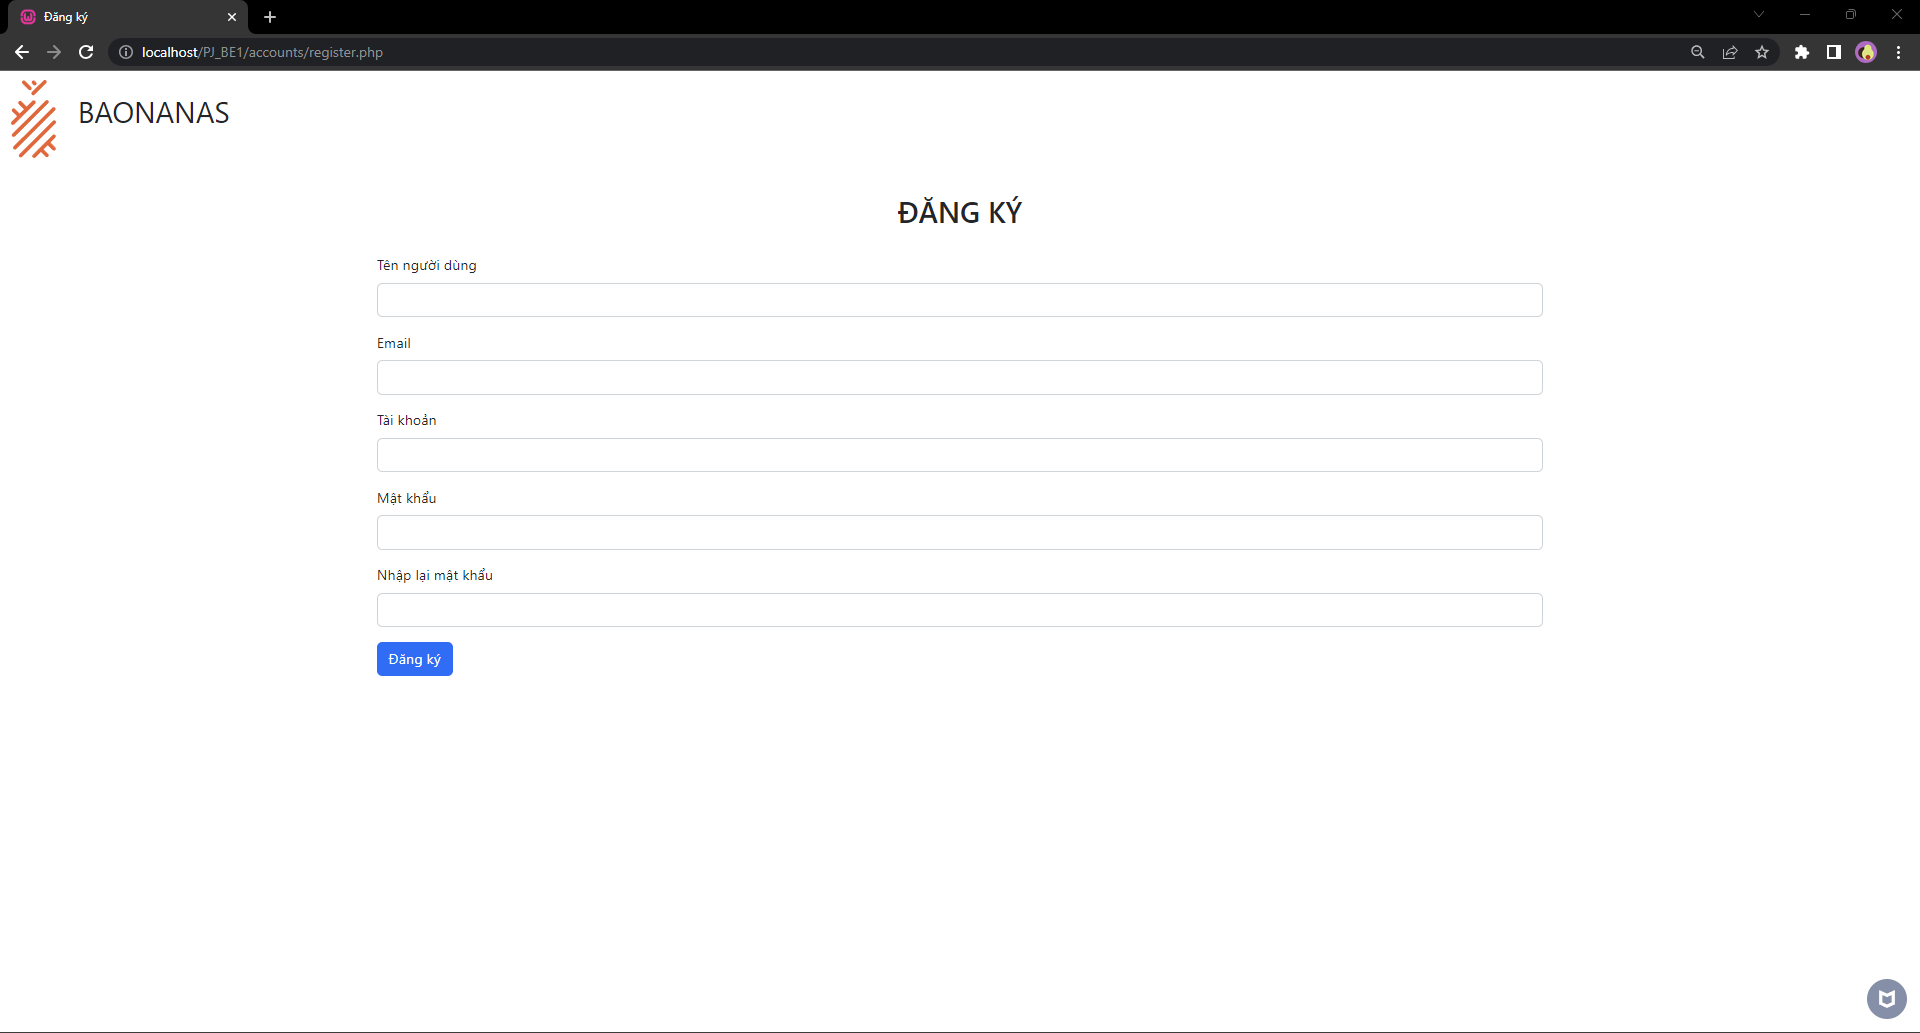 Đăng ký
localhost/PJ_BE1/accounts/register.php
BAONANAS
ĐĂNG KÝ
Tên người dùng
Email
Tài khoản
Mật khẩu
Nhập lại mật khẩu
Đăng ký